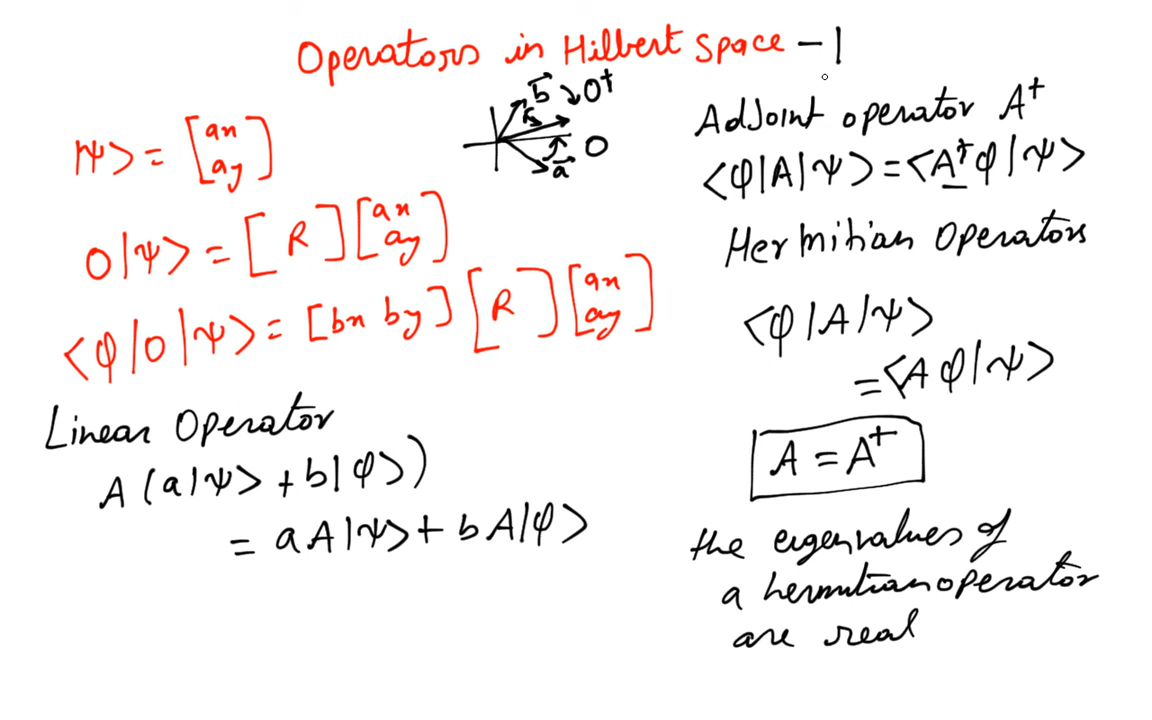 Operators in Hilbert Space - 1
|ψ> = [ax ay]
b O†
O
a
O|ψ> = [R][ax ay]
<φ|O|ψ> = [bx by][R][ax ay]
Linear Operator
A(a|ψ> + b|φ>)
= aA|ψ> + bA|φ>
Adjoint operator A†
<φ|A|ψ> = <A†φ|ψ>
Hermitian Operators
<φ|A|ψ>
= <Aφ|ψ>
A = A†
the eigenvalues of
a hermitian operator
are real